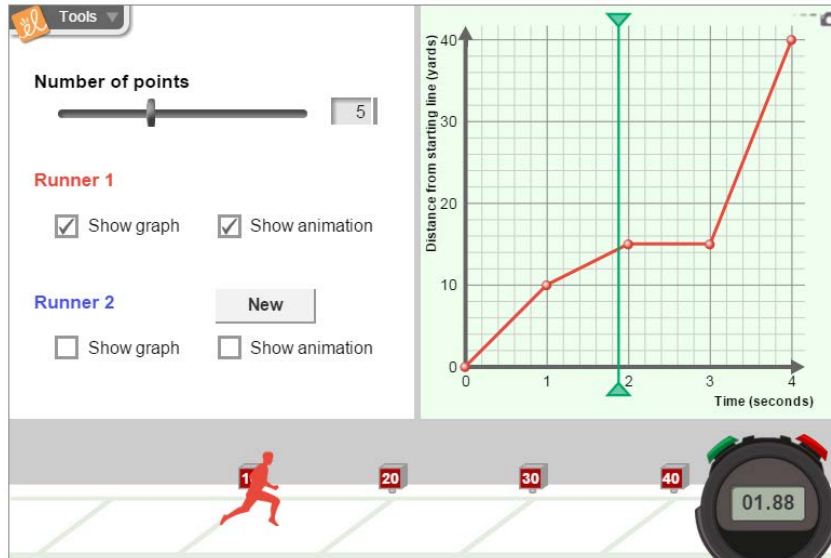 Tools
Number of points
5
Runner 1
Show graph
Show animation
Runner 2
New
Show graph
Show animation
Distance from starting line (yards)
40
30
20
10
0
0 1 2 3 4
Time (seconds)
20 30 40
01.88